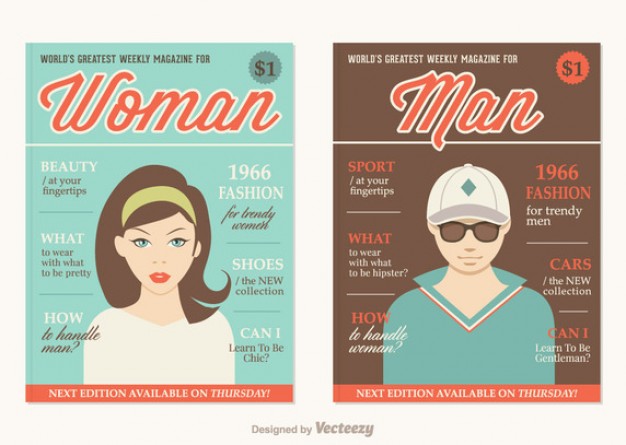 WORLD'S GREATEST WEEKLY MAGAZINE FOR
$1
Woman
BEAUTY
/ at your
fingertips
WHAT
to wear
with what
to be pretty
HOW
to handle
man?
1966
FASHION
for trendy
women
SHOES
/ the NEW
collection
CAN I
Learn To Be
Chic?
NEXT EDITION AVAILABLE ON THURSDAY!
WORLD'S GREATEST WEEKLY MAGAZINE FOR
$1
Man
SPORT
/ at your
fingertips
WHAT
to wear
with what
to be hipster?
HOW
to handle
woman?
1966
FASHION
for trendy
men
CARS
/ the NEW
collection
CAN I
Learn To Be
Gentleman?
NEXT EDITION AVAILABLE ON THURSDAY!
Designed by Vecteezy